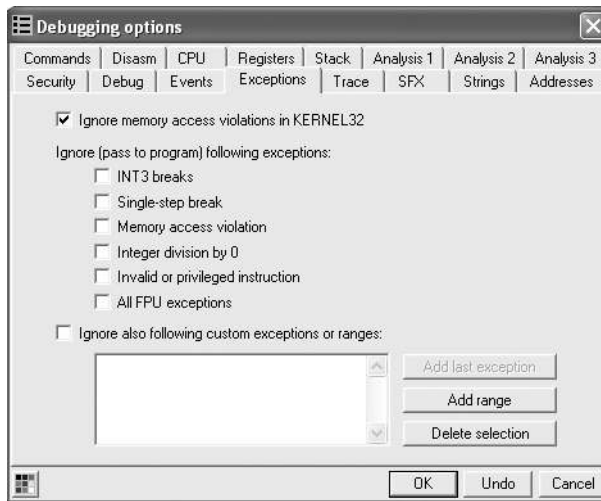 Debugging options
Commands Disasm CPU Registers Stack Analysis 1 Analysis 2 Analysis 3
Security Debug Events Exceptions Trace SFX Strings Addresses
Ignore memory access violations in KERNEL32
Ignore (pass to program) following exceptions:
INT3 breaks
Single-step break
Memory access violation
Integer division by 0
Invalid or privileged instruction
All FPU exceptions
Ignore also following custom exceptions or ranges:
Add last exception
Add range
Delete selection
OK Undo Cancel